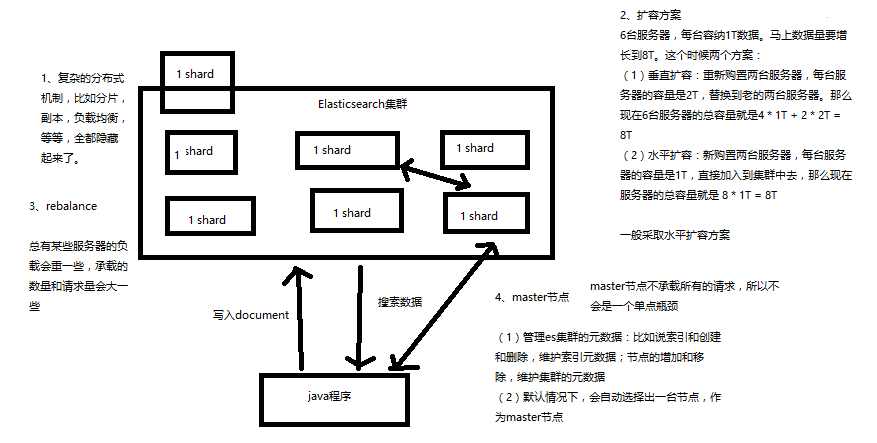 1、复杂的分布式
机制，比如分片，
副本，负载均衡，
等等，全都隐藏
起来了。
3、rebalance
总有某些服务器的负
载会重一些，承载的
数量和请求量会大一
些
1 shard
Elasticsearch集群
1 shard
1 shard
1 shard
1 shard
1 shard
1 shard
写入document
搜索数据
java程序
2、扩容方案
6台服务器，每台容纳1T数据。马上数据量要增
长到8T。这个时候两个方案：
（1）垂直扩容：重新购置两台服务器，每台服
务器的容量是2T，替换到老的两台服务器。那么
现在6台服务器的总容量就是4 * 1T + 2 * 2T =
8T
（2）水平扩容：新购置两台服务器，每台服务
器的容量是1T，直接加入到集群中去，那么现在
服务器的总容量就是 8 * 1T = 8T
一般采取水平扩容方案
4、master节点
master节点不承载所有的请求，所以不
会是一个单点瓶颈
（1）管理es集群的元数据：比如说索引和创建
和删除，维护索引元数据；节点的增加和移
除，维护集群的元数据
（2）默认情况下，会自动选择出一台节点，作
为master节点